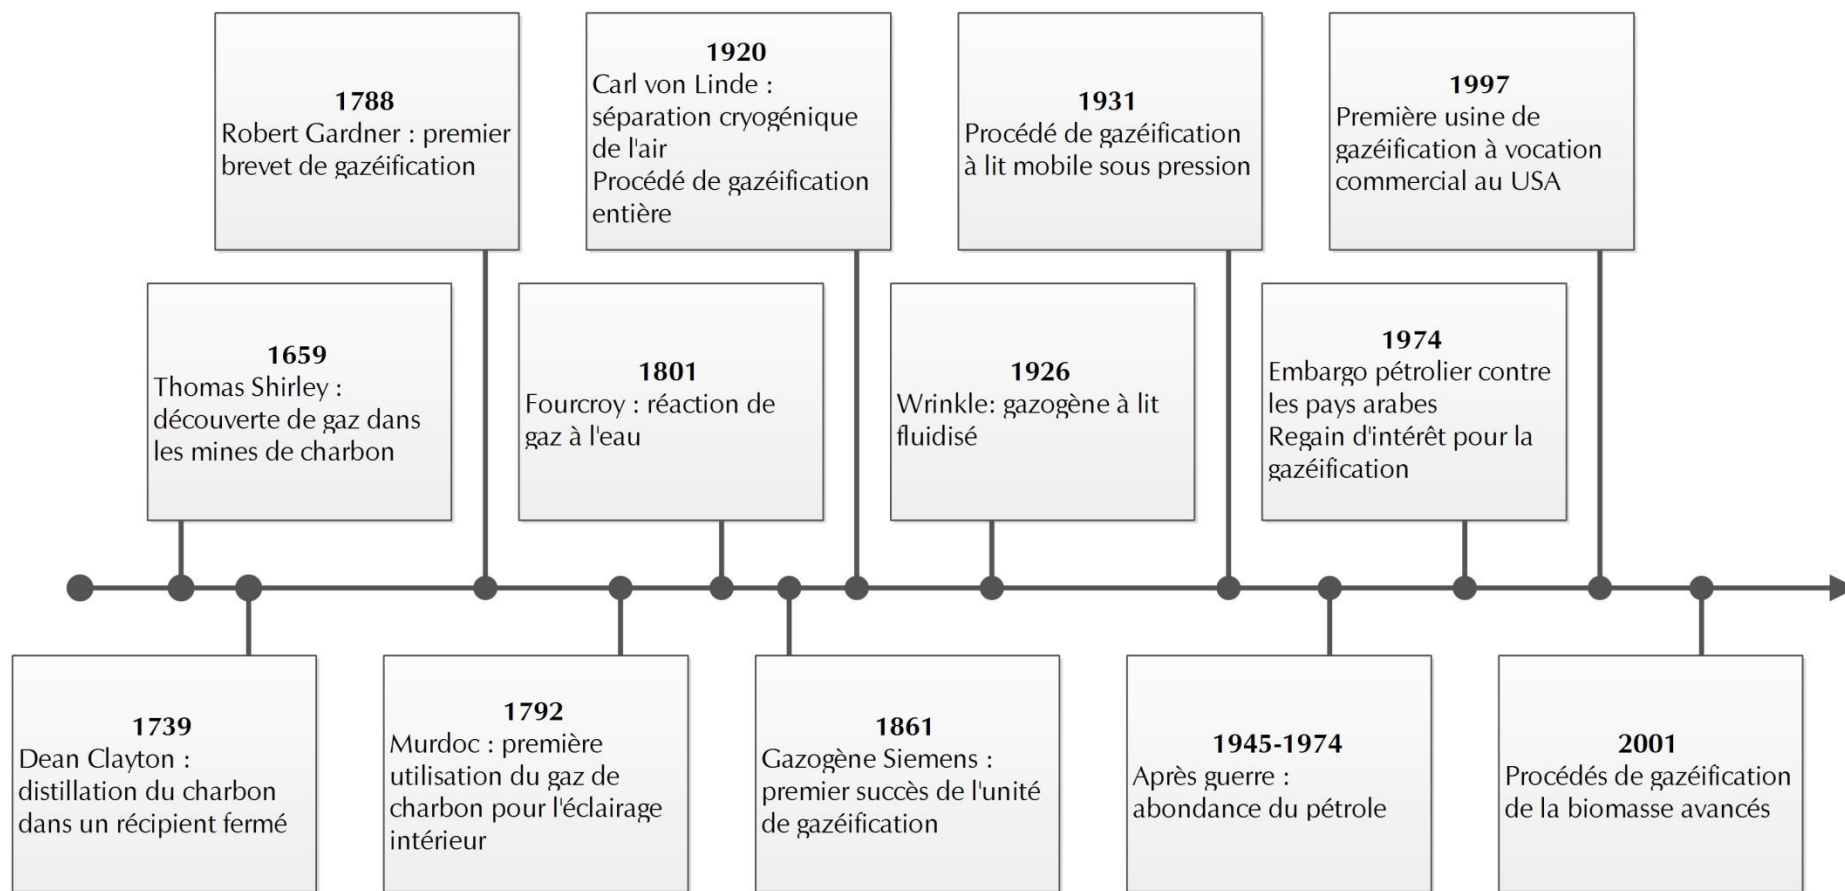 1788
Robert Gardner : premier
brevet de gazéification
1920
Carl von Linde :
séparation cryogénique
de l'air
Procédé de gazéification
entière
1931
Procédé de gazéification
à lit mobile sous pression
1997
Première usine de
gazéification à vocation
commercial au USA
1659
Thomas Shirley :
découverte de gaz dans
les mines de charbon
1801
Fourcroy : réaction de
gaz à l'eau
1926
Wrinkle: gazogène à lit
fluidisé
1974
Embargo pétrolier contre
les pays arabes
Regain d'intérêt pour la
gazéification
1739
Dean Clayton :
distillation du charbon
dans un récipient fermé
1792
Murdoc : première
utilisation du gaz de
charbon pour l'éclairage
intérieur
1861
Gazogène Siemens :
premier succès de l'unité
de gazéification
1945-1974
Après guerre :
abondance du pétrole
2001
Procédés de gazéification
de la biomasse avancés